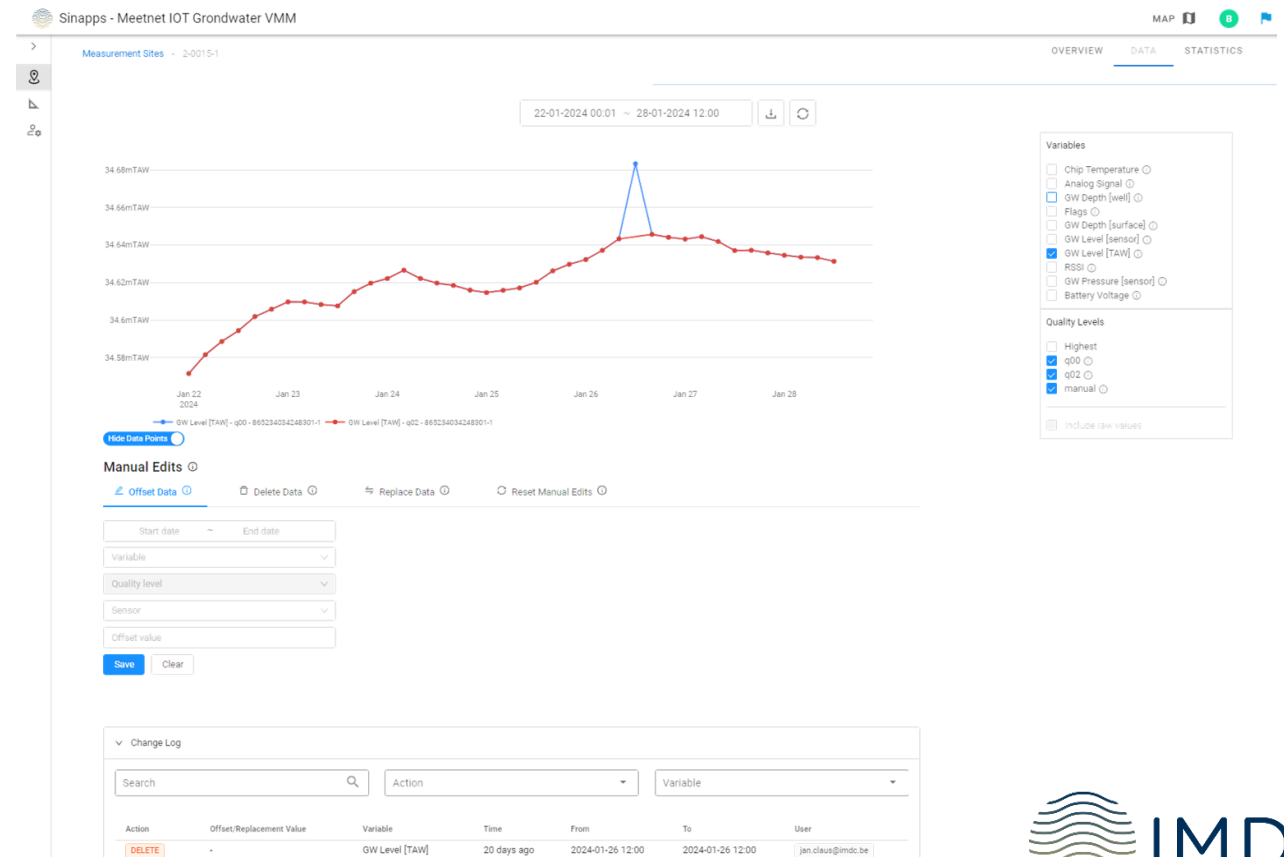 Sinapps - Meetnet IOT Grondwater VMM
MAP
B
Measurement Sites - 2-0015-1
OVERVIEW DATA STATISTICS
22-01-2024 00:01 ~ 28-01-2024 12:00
34.68mTAW
34.66mTAW
34.64mTAW
34.62mTAW
34.6mTAW
34.58mTAW
Jan 22 Jan 23 Jan 24 Jan 25 Jan 26 Jan 27 Jan 28
2024
GW Level [TAW] - q00 - 865234034248301-1 GW Level [TAW] - q02 - 865234034248301-1
Variables
Chip Temperature
Analog Signal
GW Depth [well]
Flags
GW Depth [surface]
GW Level [sensor]
GW Level [TAW]
RSSI
GW Pressure [sensor]
Battery Voltage
Quality Levels
Highest
q00
q02
manual
Include raw values
Hide Data Points
Manual Edits
Offset Data Delete Data Replace Data Reset Manual Edits
Start date ~ End date
Variable
Quality level
Sensor
Offset value
Save Clear
Change Log
Search Action Variable
Action Offset/Replacement Value Variable Time From To User
DELETE - GW Level [TAW] 20 days ago 2024-01-26 12:00 2024-01-26 12:00 jan.claus@imdc.be
IMD